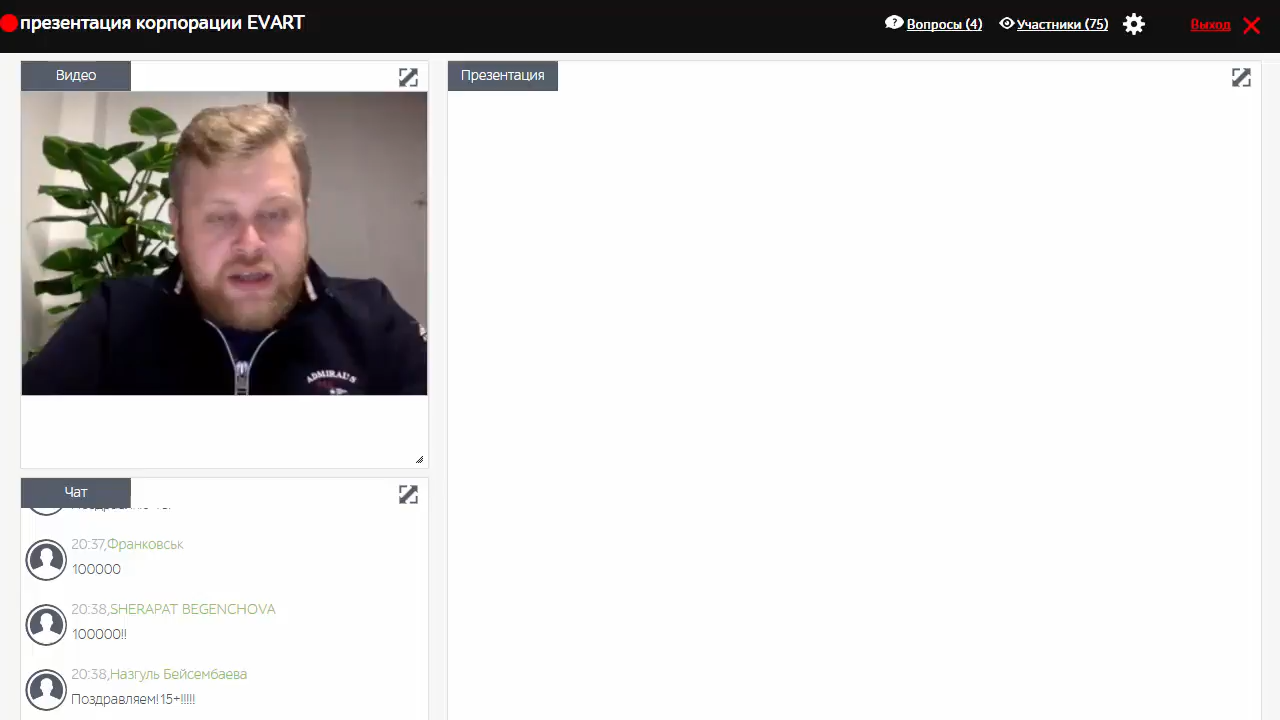 презентация корпорации EVART
Вопросы (4)
Участники (75)
Выход
Видео
Презентация
ADMIRALS
Чат
20:37,Франковськ
100000
20:38,SHERAPAT BEGENCHOVA
100000!!
20:38,Назгуль Бейсембаева
Поздравляем!15+!!!!!